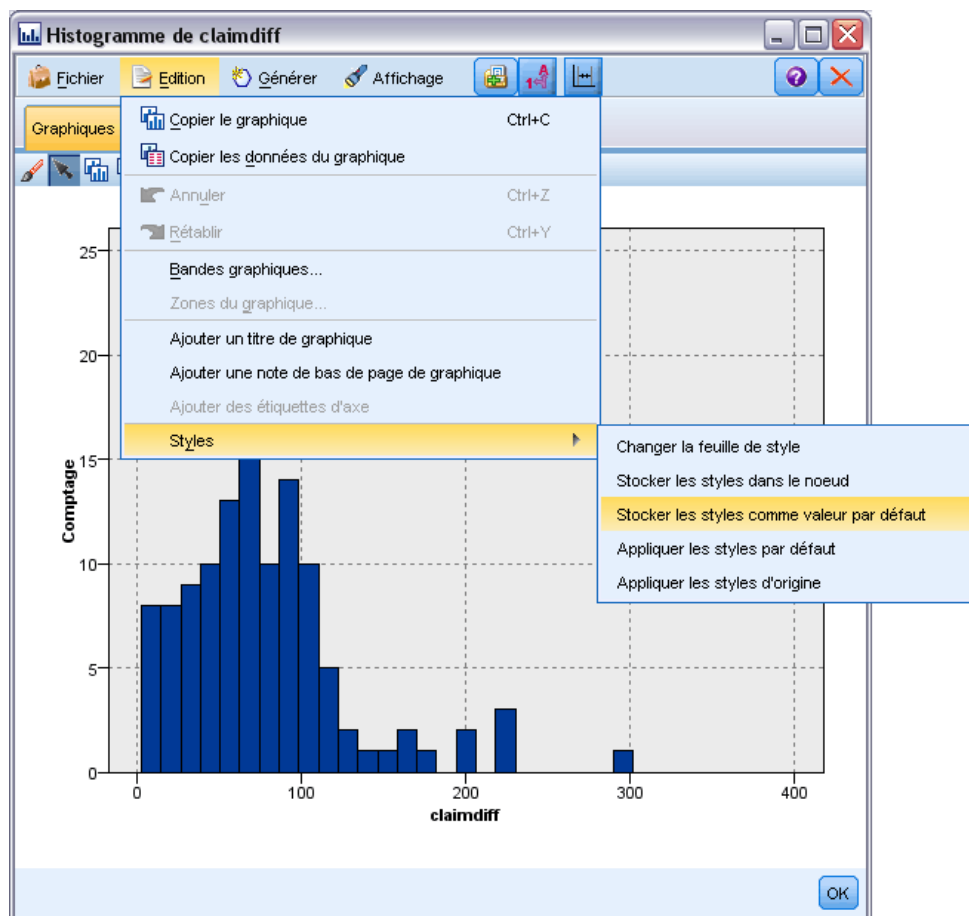 Histogramme de claimdiff
Fichier Edition Générer Affichage
Graphiques
Copier le graphique Ctrl+C
Copier les données du graphique
Annuler Ctrl+Z
Rétablir Ctrl+Y
Bandes graphiques...
Zones du graphique...
Ajouter un titre de graphique
Ajouter une note de bas de page de graphique
Ajouter des étiquettes d'axe
Styles
Changer la feuille de style
Stocker les styles dans le noeud
Stocker les styles comme valeur par défaut
Appliquer les styles par défaut
Appliquer les styles d'origine
Comptage
25
20
15
10
5
0
0 100 200 300 400
claimdiff
OK